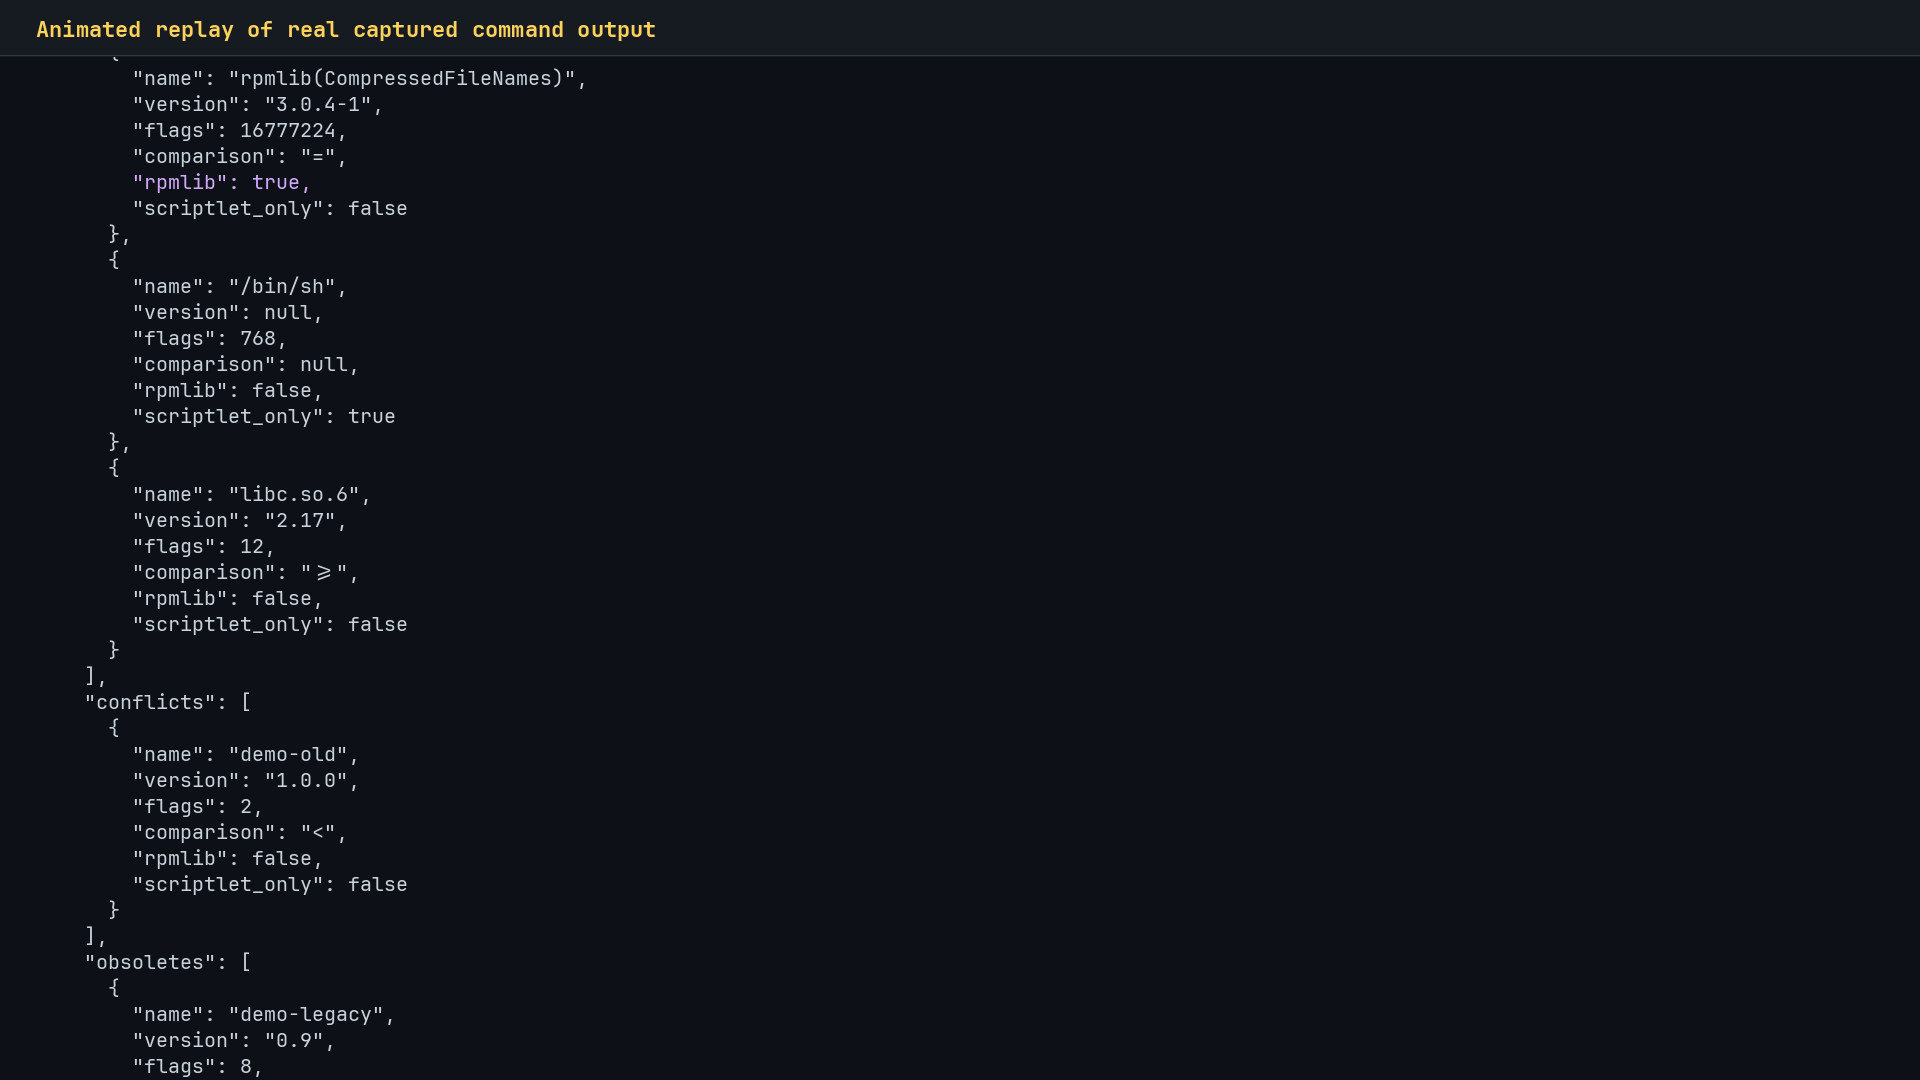 Animated replay of real captured command output
{
"name": "rpmlib(CompressedFileNames)",
"version": "3.0.4-1",
"flags": 16777224,
"comparison": "=",
"rpmlib": true,
"scriptlet_only": false
},
{
"name": "/bin/sh",
"version": null,
"flags": 768,
"comparison": null,
"rpmlib": false,
"scriptlet_only": true
},
{
"name": "libc.so.6",
"version": "2.17",
"flags": 12,
"comparison": ">=",
"rpmlib": false,
"scriptlet_only": false
}
],
"conflicts": [
{
"name": "demo-old",
"version": "1.0.0",
"flags": 2,
"comparison": "<",
"rpmlib": false,
"scriptlet_only": false
}
],
"obsoletes": [
{
"name": "demo-legacy",
"version": "0.9",
"flags": 8,